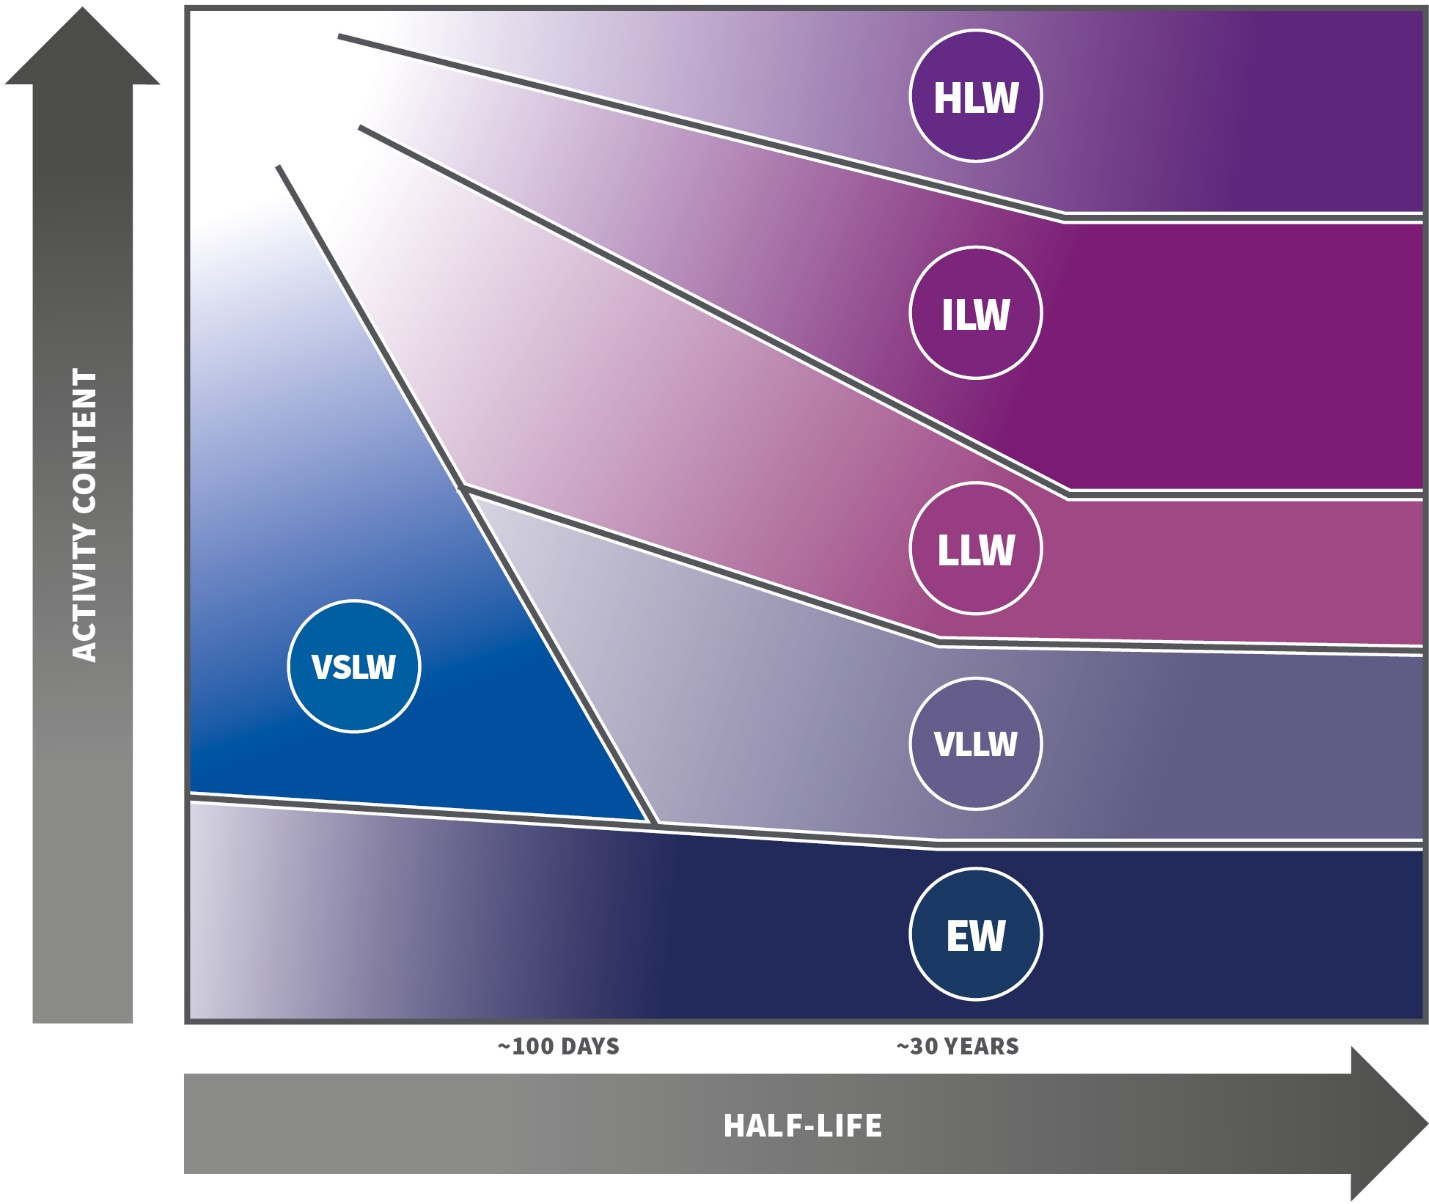 HLW
ILW
LLW
VSLW
VLLW
EW
ACTIVITY CONTENT
~100 DAYS
~30 YEARS
HALF-LIFE